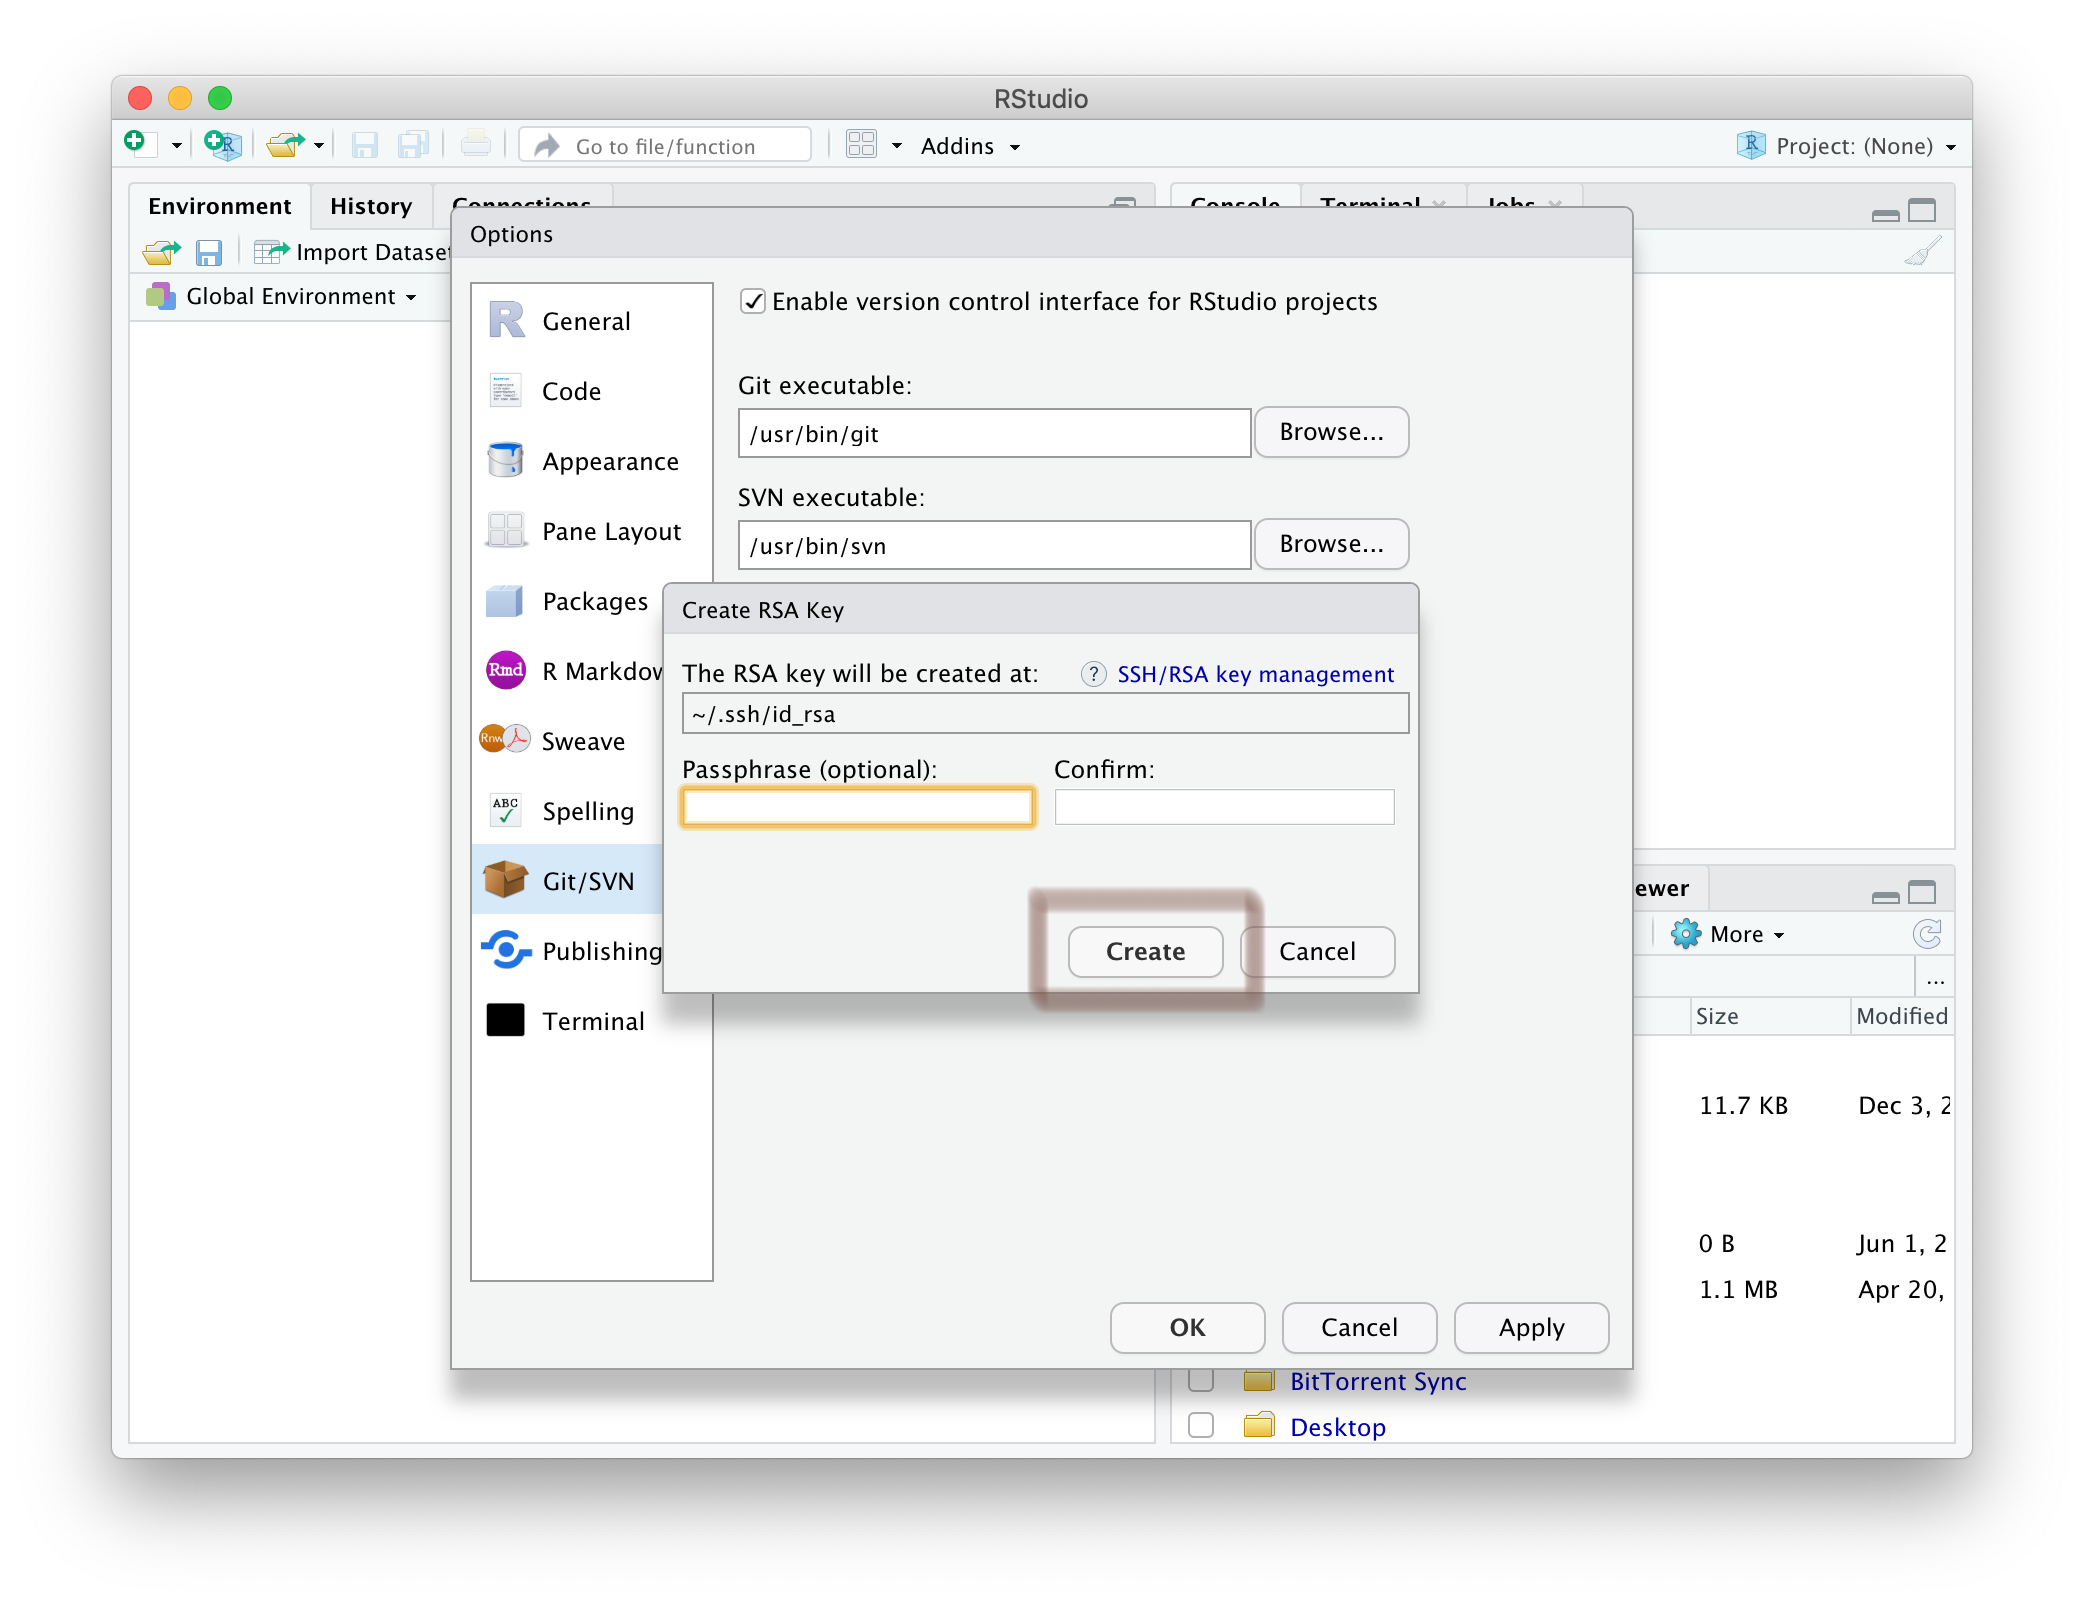 RStudio
Go to file/function
Addins
Project: (None)
Environment
History
Connections
Console
Terminal
Jobs
Import Dataset
Global Environment
Options
General
Code
Appearance
Pane Layout
Packages
R Markdow
Sweave
Spelling
Git/SVN
Publishing
Terminal
Enable version control interface for RStudio projects
Git executable:
/usr/bin/git
Browse...
SVN executable:
/usr/bin/svn
Browse...
Create RSA Key
The RSA key will be created at:
? SSH/RSA key management
~/.ssh/id_rsa
Passphrase (optional):
Confirm:
Create
Cancel
OK
Cancel
Apply
ewer
More
...
Size
Modified
11.7 KB
Dec 3, 2
0 B
Jun 1, 2
1.1 MB
Apr 20,
BitTorrent Sync
Desktop
R
Rmd
Rnw
ABC